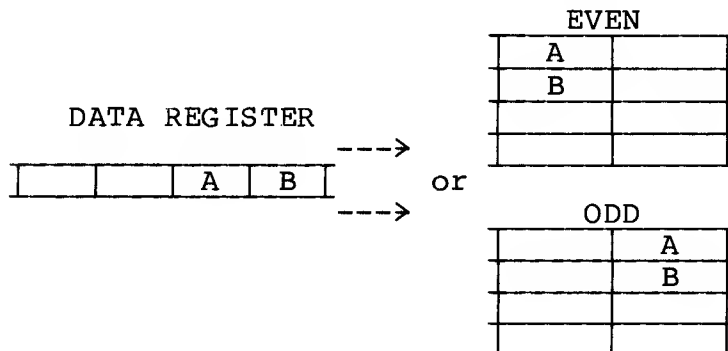 EVEN
A
B
DATA REGISTER
--->
A B
or
--->
ODD
A
B